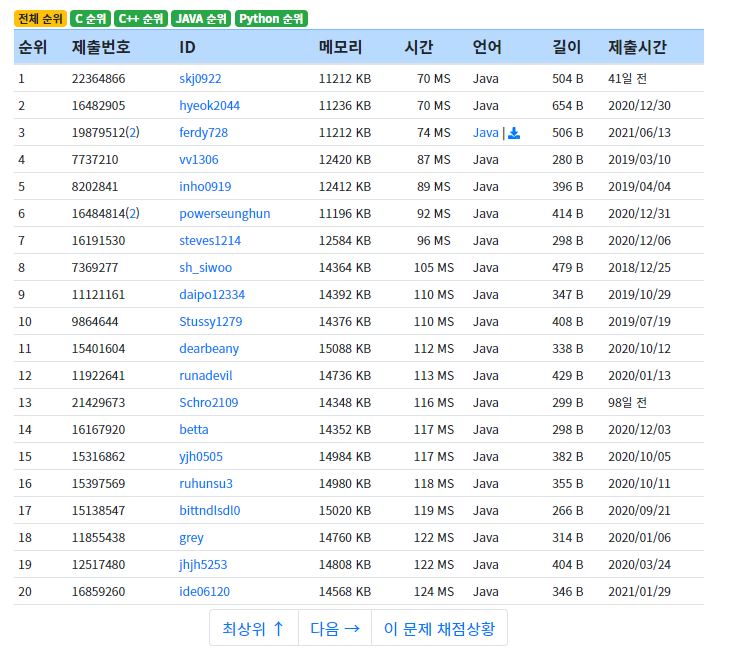 전체 순위 C 순위 C++ 순위 JAVA 순위 Python 순위
순위 제출번호 ID 메모리 시간 언어 길이 제출시간
1 22364866 skj0922 11212 KB 70 MS Java 504 B 41일 전
2 16482905 hyeok2044 11236 KB 70 MS Java 654 B 2020/12/30
3 19879512(2) ferdy728 11212 KB 74 MS Java | 506 B 2021/06/13
4 7737210 vv1306 12420 KB 87 MS Java 280 B 2019/03/10
5 8202841 inho0919 12412 KB 89 MS Java 396 B 2019/04/04
6 16484814(2) powerseunghun 11196 KB 92 MS Java 414 B 2020/12/31
7 16191530 steves1214 12584 KB 96 MS Java 298 B 2020/12/06
8 7369277 sh_siwoo 14364 KB 105 MS Java 479 B 2018/12/25
9 11121161 daipo12334 14392 KB 110 MS Java 347 B 2019/10/29
10 9864644 Stussy1279 14376 KB 110 MS Java 408 B 2019/07/19
11 15401604 dearbeany 15088 KB 112 MS Java 338 B 2020/10/12
12 11922641 runadevil 14736 KB 113 MS Java 429 B 2020/01/13
13 21429673 Schro2109 14348 KB 116 MS Java 299 B 98일 전
14 16167920 betta 14352 KB 117 MS Java 298 B 2020/12/03
15 15316862 yjh0505 14984 KB 117 MS Java 382 B 2020/10/05
16 15397569 ruhunsu3 14980 KB 118 MS Java 355 B 2020/10/11
17 15138547 bittndlsdl0 15020 KB 119 MS Java 266 B 2020/09/21
18 11855438 grey 14760 KB 122 MS Java 314 B 2020/01/06
19 12517480 jhjh5253 14808 KB 122 MS Java 404 B 2020/03/24
20 16859260 ide06120 14568 KB 124 MS Java 346 B 2021/01/29
최상위 ↑ 다음 → 이 문제 채점상황